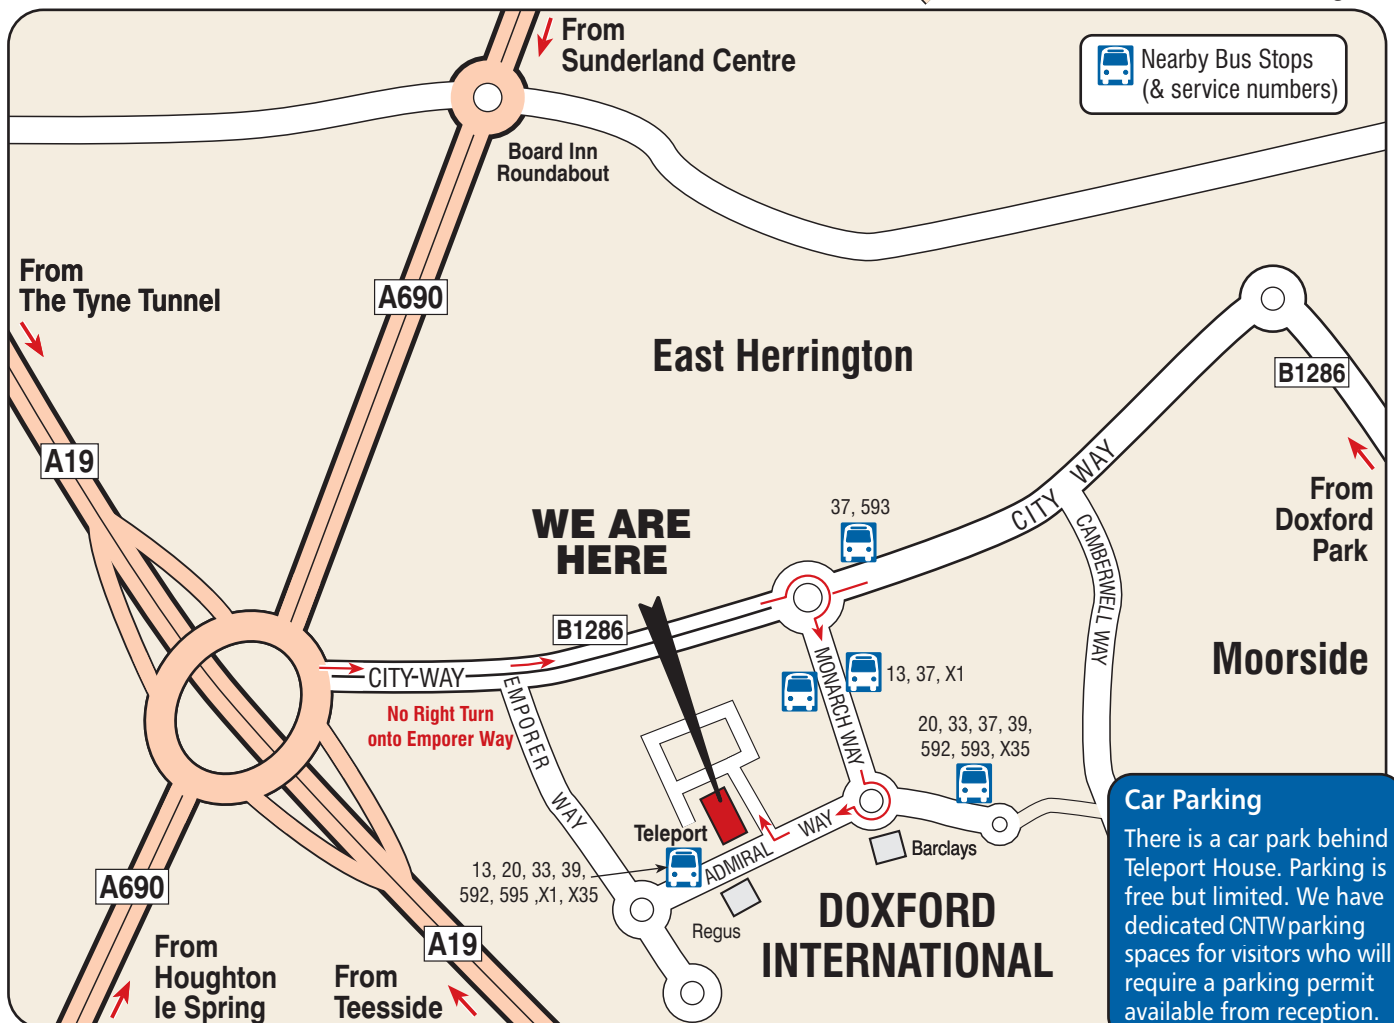 From
Sunderland Centre
Nearby Bus Stops
(& service numbers)
Board Inn
Roundabout
From
The Tyne Tunnel
A690
East Herrington
B1286
A19
CITY WAY
From
Doxford
Park
37, 593
WE ARE
HERE
CAMBERWELL WAY
B1286
Moorside
CITY-WAY
MONARCH WAY
13, 37, X1
No Right Turn
onto Emporer Way
EMPORER WAY
20, 33, 37, 39,
592, 593, X35
Teleport
ADMIRAL WAY
Barclays
13, 20, 33, 39,
592, 595 ,X1, X35
Regus
DOXFORD
INTERNATIONAL
A690
A19
From
Houghton
le Spring
From
Teesside
Car Parking
There is a car park behind
Teleport House. Parking is
free but limited. We have
dedicated CNTW parking
spaces for visitors who will
require a parking permit
available from reception.